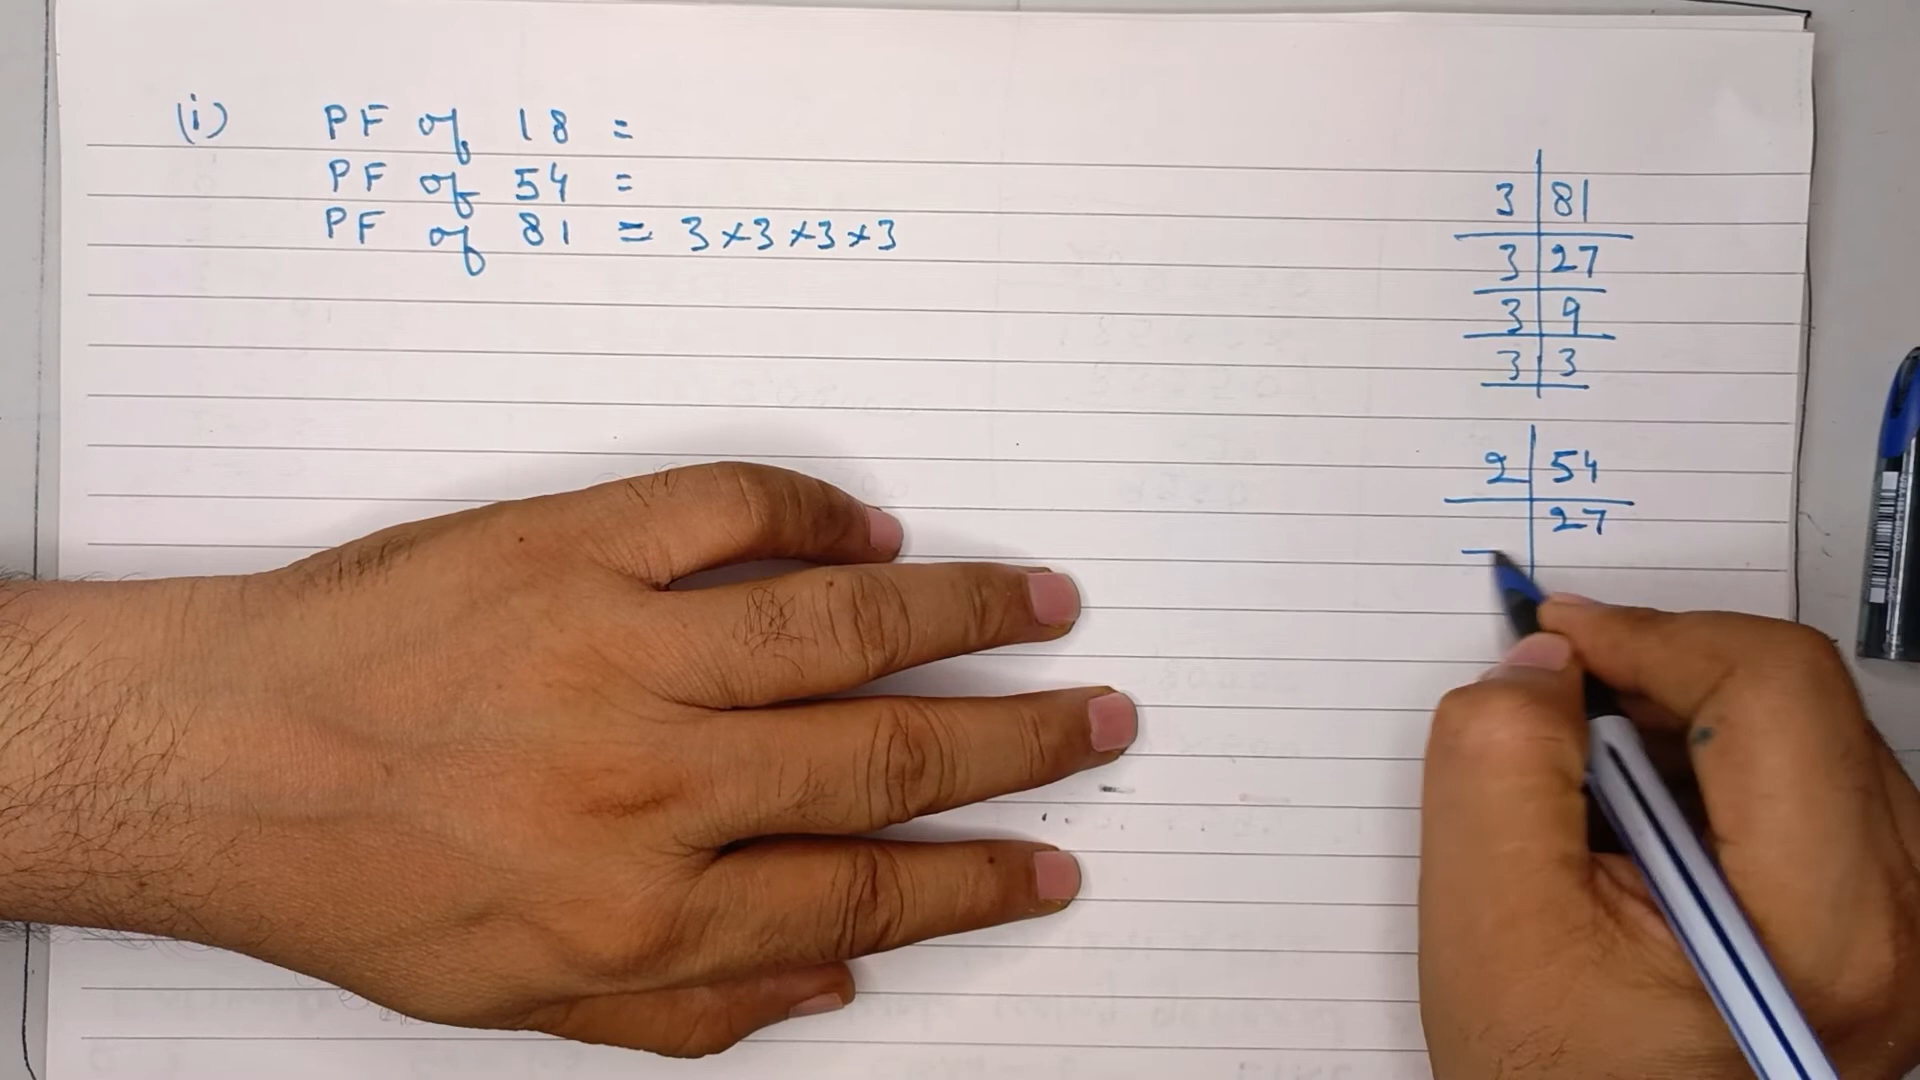 (i) PF of 18 =
PF of 54 =
PF of 81 = 3×3×3×3
3 | 81
3 | 27
3 | 9
3 | 3
2 | 54
27